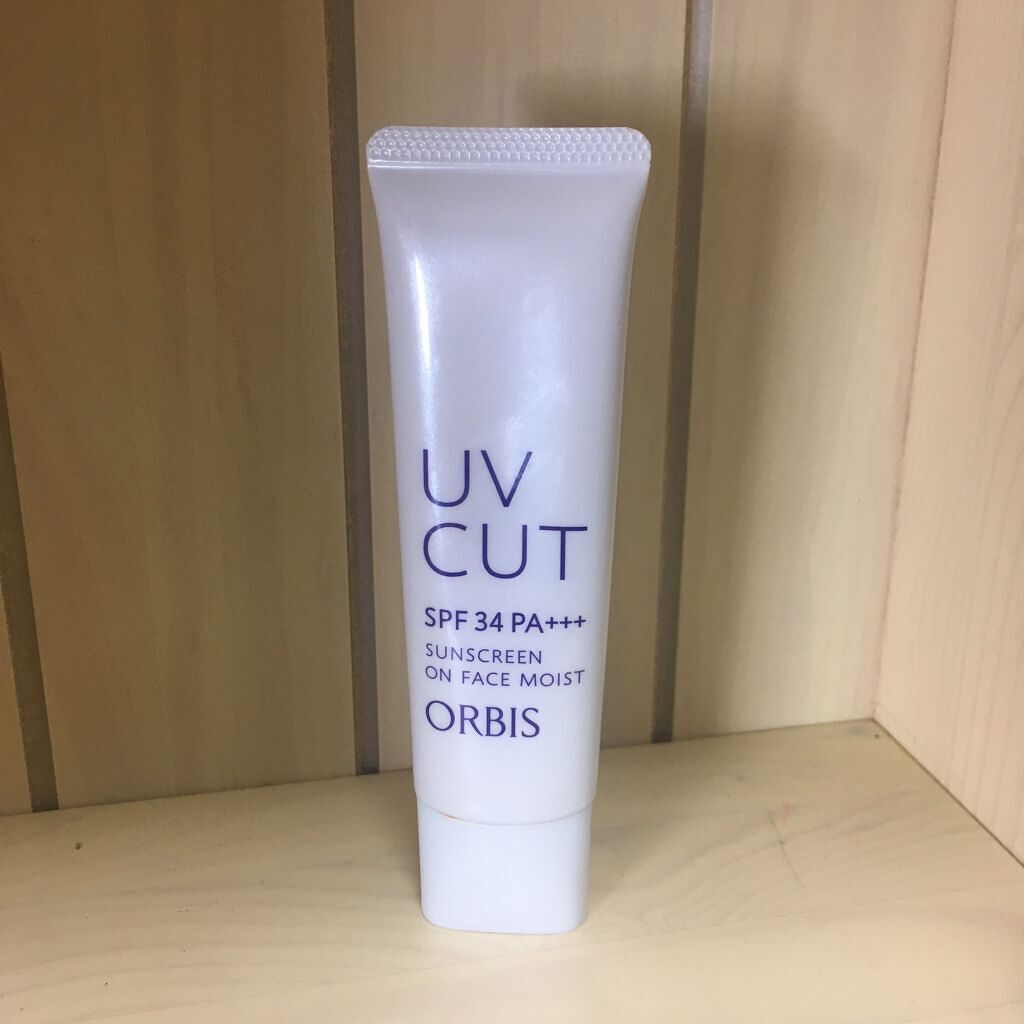 UV
CUT
SPF 34 PA+++
SUNSCREEN
ON FACE MOIST
ORBIS